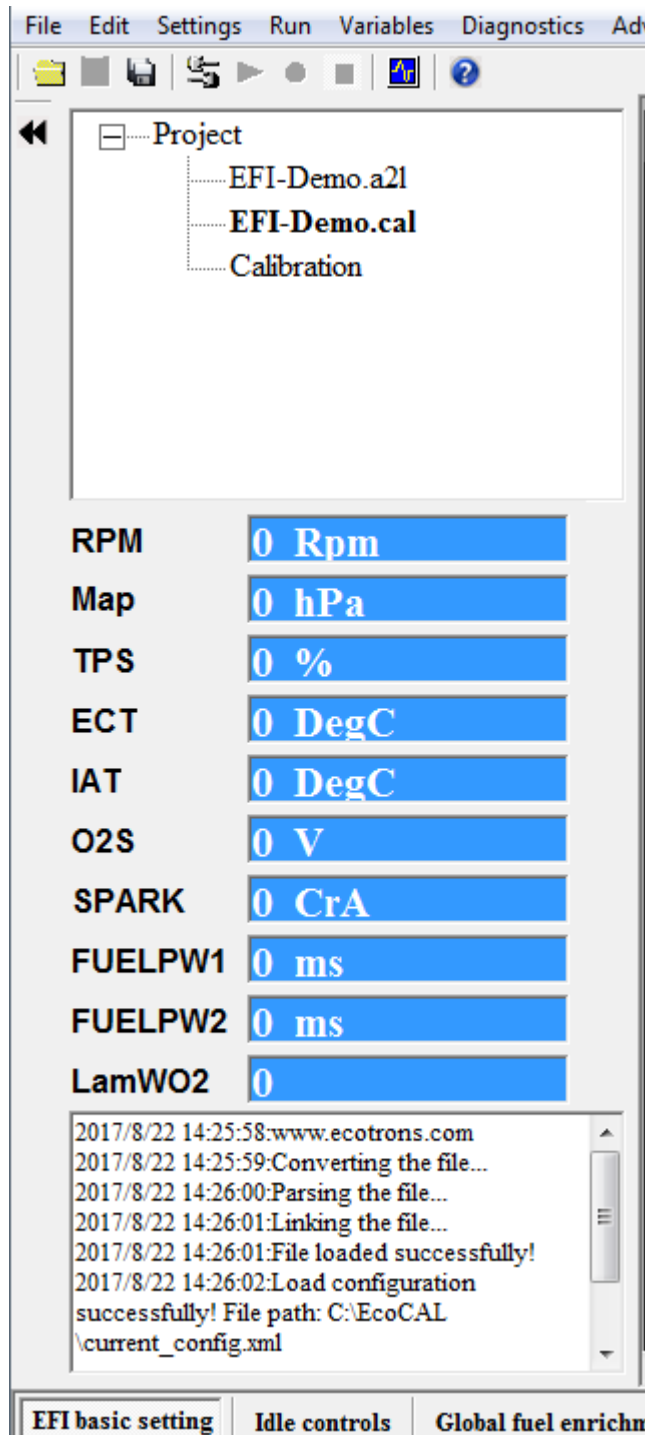 File Edit Settings Run Variables Diagnostics
Project
EFI-Demo.a2l
EFI-Demo.cal
Calibration
RPM 0 Rpm
Map 0 hPa
TPS 0 %
ECT 0 DegC
IAT 0 DegC
O2S 0 V
SPARK 0 CrA
FUELPW1 0 ms
FUELPW2 0 ms
LamWO2 0
2017/8/22 14:25:58:www.ecotrons.com
2017/8/22 14:25:59:Converting the file...
2017/8/22 14:26:00:Parsing the file...
2017/8/22 14:26:01:Linking the file...
2017/8/22 14:26:01:File loaded successfully!
2017/8/22 14:26:02:Load configuration
successfully! File path: C:\EcoCAL
\current_config.xml
EFI basic setting Idle controls Global fuel